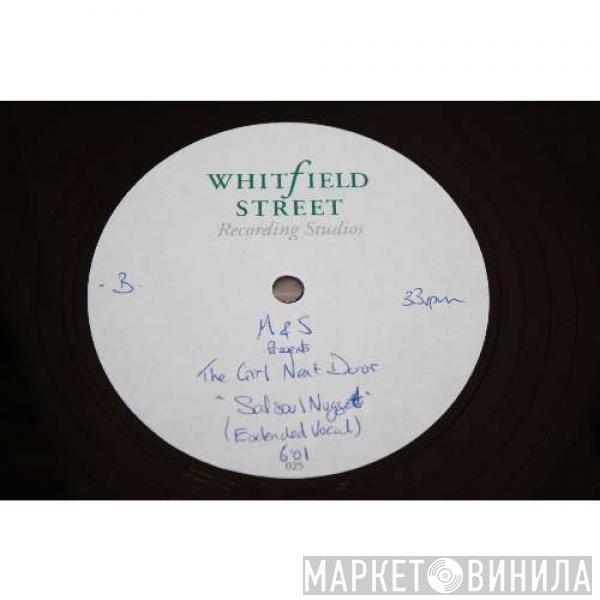 WHITfIELD
STREET
Recording Studios
- B -
33rpm
M & S
Presents
The Girl Next Door
"Salsoul Nugget"
(Extended Vocal)
6'01
025
МАРКЕТ ВИНИЛА